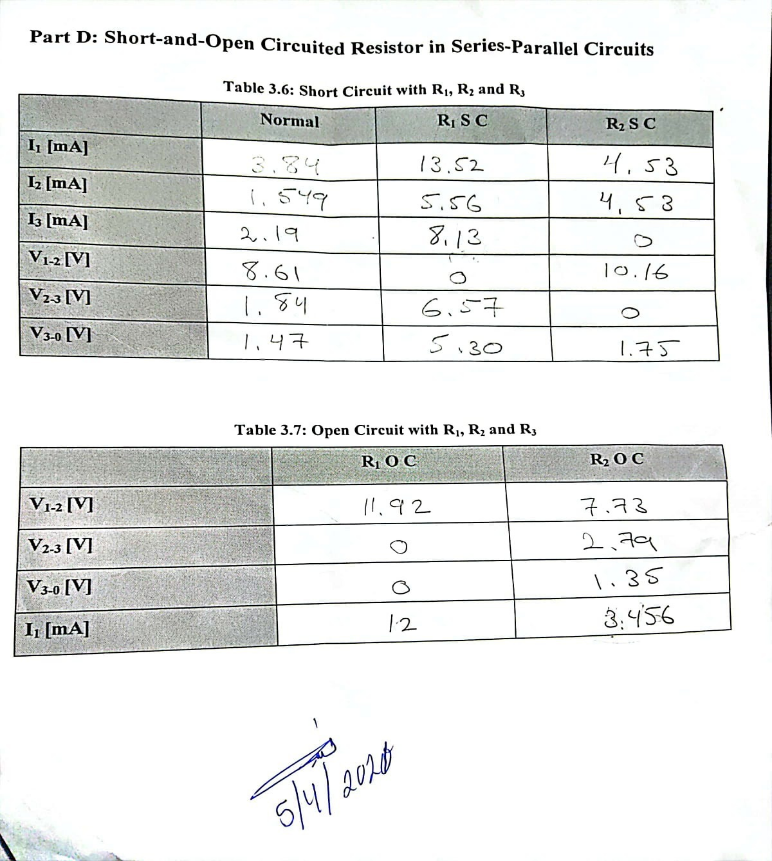 Part D: Short-and-Open Circuited Resistor in Series-Parallel Circuits
Table 3.6: Short Circuit with R₁, R₂ and R₃
Normal R₁ S C R₂ S C
I₁ [mA] 3.84 13.52 4.53
I₂ [mA] 1.549 5.56 4.53
I₃ [mA] 2.19 8.13 0
V₁₋₂ [V] 8.61 0 10.16
V₂₋₃ [V] 1.84 6.57 0
V₃₋₀ [V] 1.47 5.30 1.75
Table 3.7: Open Circuit with R₁, R₂ and R₃
R₁ O C R₂ O C
V₁₋₂ [V] 11.92 7.73
V₂₋₃ [V] 0 2.79
V₃₋₀ [V] 0 1.35
I₁ [mA] 1.2 3.456
5/4/